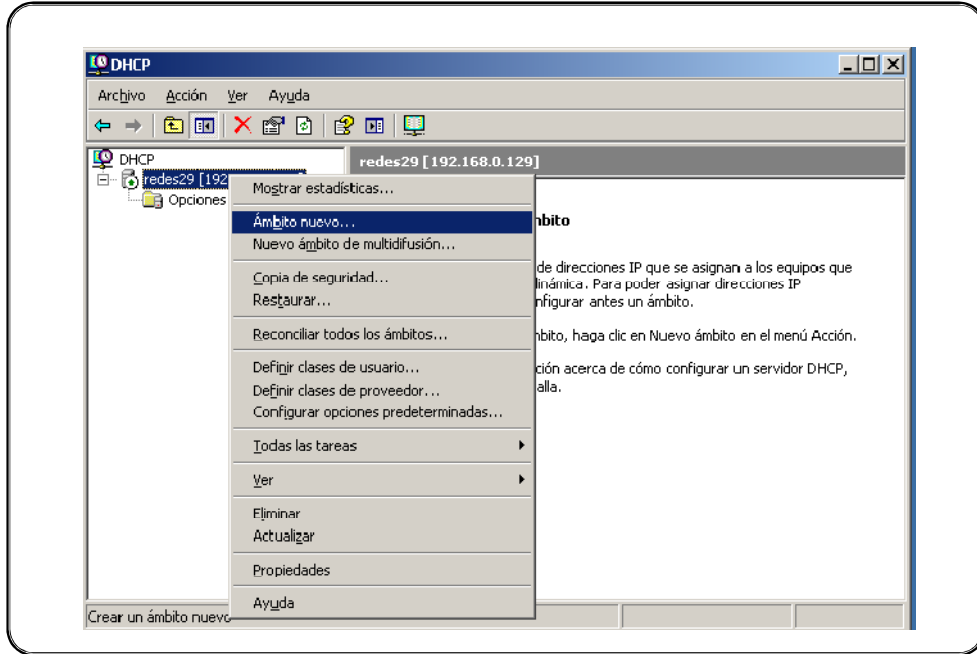 DHCP
Archivo Acción Ver Ayuda
DHCP
redes29 [192
Opciones
redes29 [192.168.0.129]
Mostrar estadísticas...
Ámbito nuevo...
Nuevo ámbito de multidifusión...
Copia de seguridad...
Restaurar...
Reconciliar todos los ámbitos...
Definir clases de usuario...
Definir clases de proveedor...
Configurar opciones predeterminadas...
Todas las tareas
Ver
Eliminar
Actualizar
Propiedades
Ayuda
mbito
de direcciones IP que se asignan a los equipos que
dinámica. Para poder asignar direcciones IP
nfigurar antes un ámbito.
mbito, haga clic en Nuevo ámbito en el menú Acción.
ción acerca de cómo configurar un servidor DHCP,
alla.
Crear un ámbito nuevo